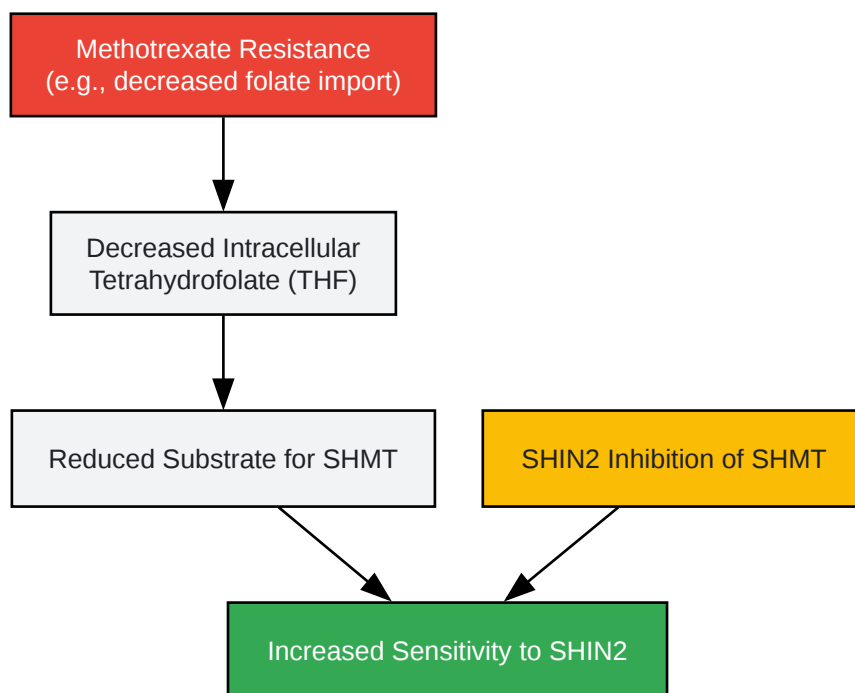 Methotrexate Resistance
(e.g., decreased folate import)
Decreased Intracellular
Tetrahydrofolate (THF)
Reduced Substrate for SHMT
SHIN2 Inhibition of SHMT
Increased Sensitivity to SHIN2